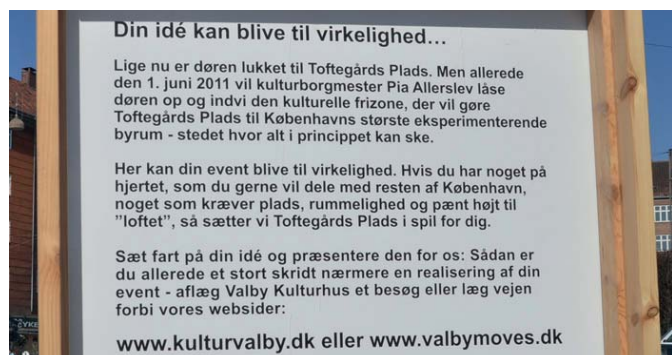 Din idé kan blive til virkelighed...
Lige nu er døren lukket til Toftegårds Plads. Men allerede
den 1. juni 2011 vil kulturborgmester Pia Allerslev låse
døren op og indvi den kulturelle frizone, der vil gøre
Toftegårds Plads til Københavns største eksperimenterende
byrum - stedet hvor alt i princippet kan ske.
Her kan din event blive til virkelighed. Hvis du har noget på
hjertet, som du gerne vil dele med resten af København,
noget som kræver plads, rummelighed og pænt højt til
”loftet”, så sætter vi Toftegårds Plads i spil for dig.
Sæt fart på din idé og præsentere den for os: Sådan er
du allerede et stort skridt nærmere en realisering af din
event - aflæg Valby Kulturhus et besøg eller læg vejen
forbi vores websider:
www.kulturvalby.dk eller www.valbymoves.dk